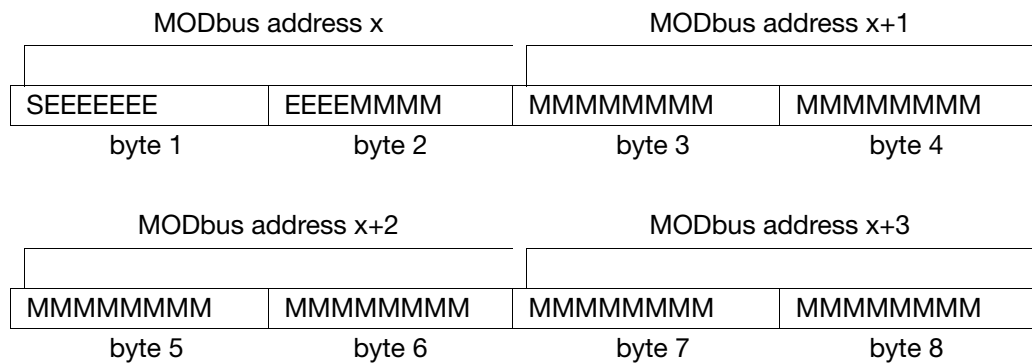 MODbus address x MODbus address x+1
SEEEEEEE EEEEMMMM MMMMMMMM MMMMMMMM
byte 1 byte 2 byte 3 byte 4
MODbus address x+2 MODbus address x+3
MMMMMMMM MMMMMMMM MMMMMMMM MMMMMMMM
byte 5 byte 6 byte 7 byte 8